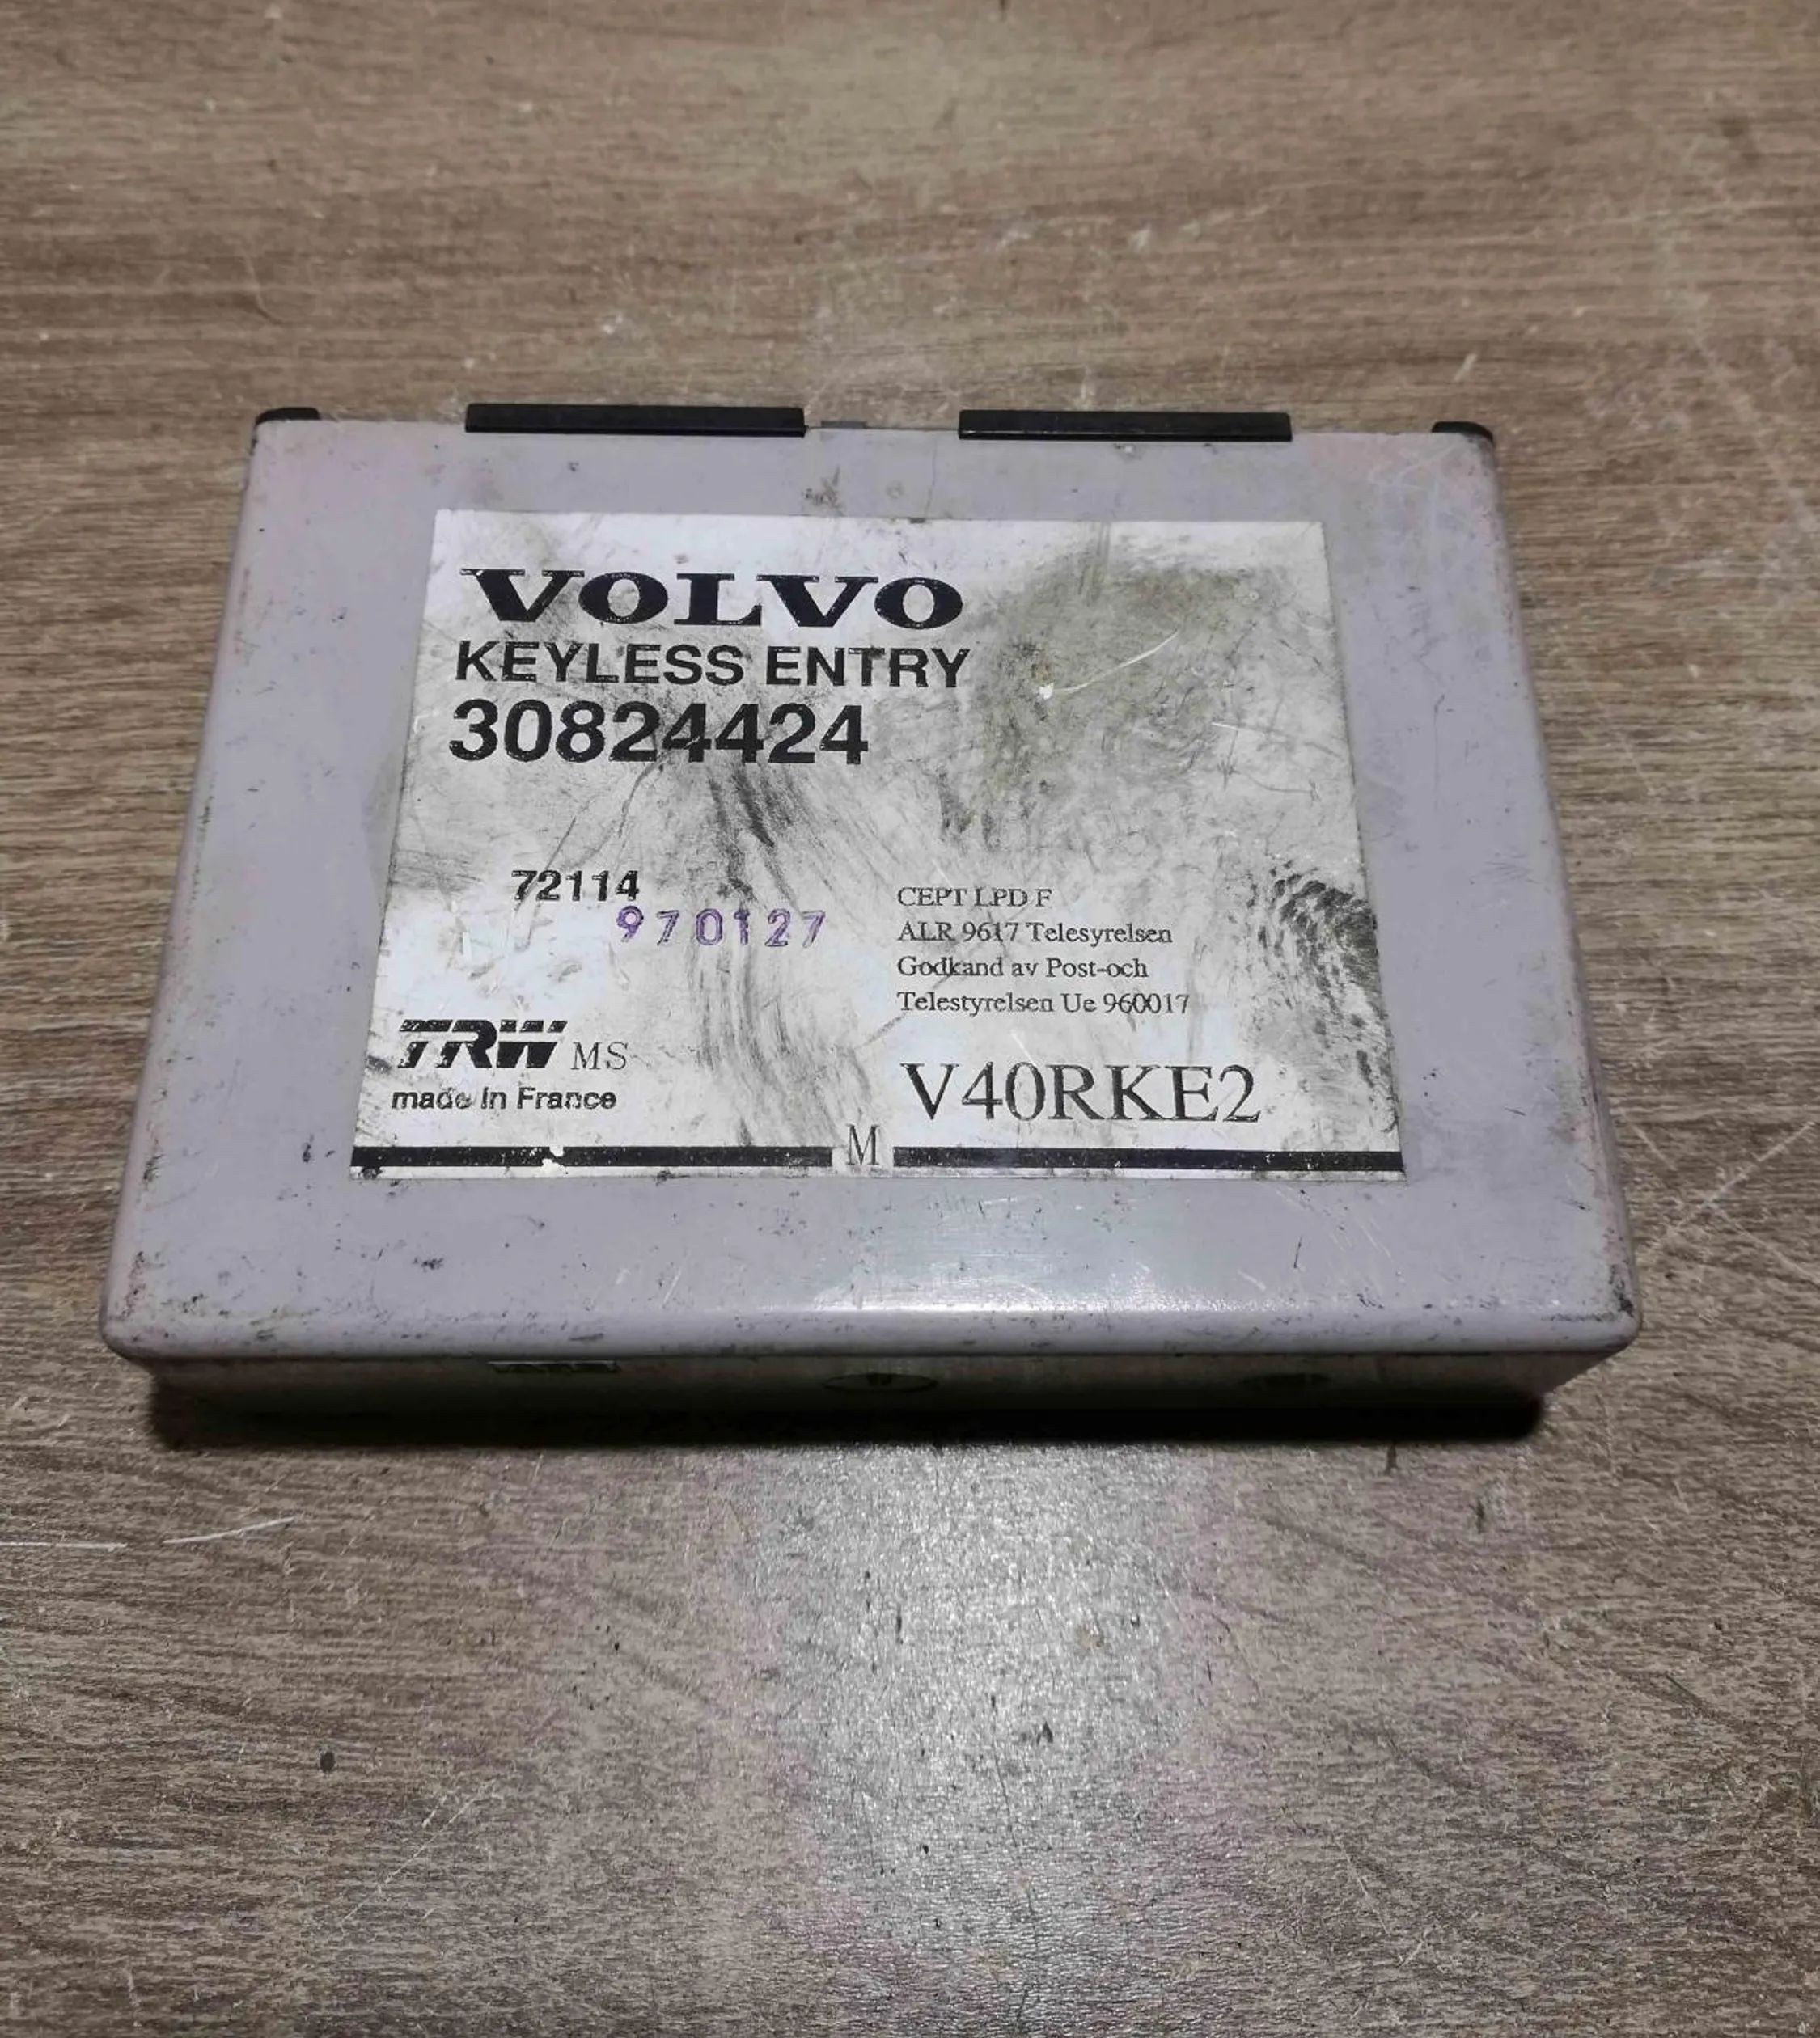 VOLVO
KEYLESS ENTRY
30824424
72114
970127
CEPT LPD F
ALR 9617 Telesyrelsen
Godkand av Post-och
Telestyrelsen Ue 960017
TRW MS
made In France
V40RKE2
M